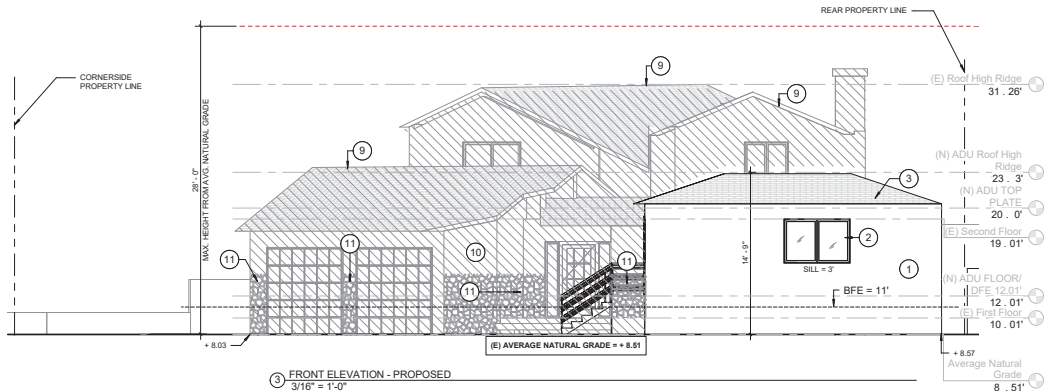 REAR PROPERTY LINE
CORNERSIDE
PROPERTY LINE
28' - 0"
MAX. HEIGHT FROM AVG. NATURAL GRADE
9
9
9
(E) Roof High Ridge
31 . 26'
(N) ADU Roof High
Ridge
23 . 3'
3
(N) ADU TOP
PLATE
20 . 0'
(E) Second Floor
19 . 01'
2
SILL = 3'
14' - 9"
10
11
11
11
11
1
(N) ADU FLOOR/
DFE 12.01'
12 . 01'
BFE = 11'
(E) First Floor
10 . 01'
+ 8.03
(E) AVERAGE NATURAL GRADE = + 8.51
+ 8.57
Average Natural
Grade
8 . 51'
3
FRONT ELEVATION - PROPOSED
3/16" = 1'-0"